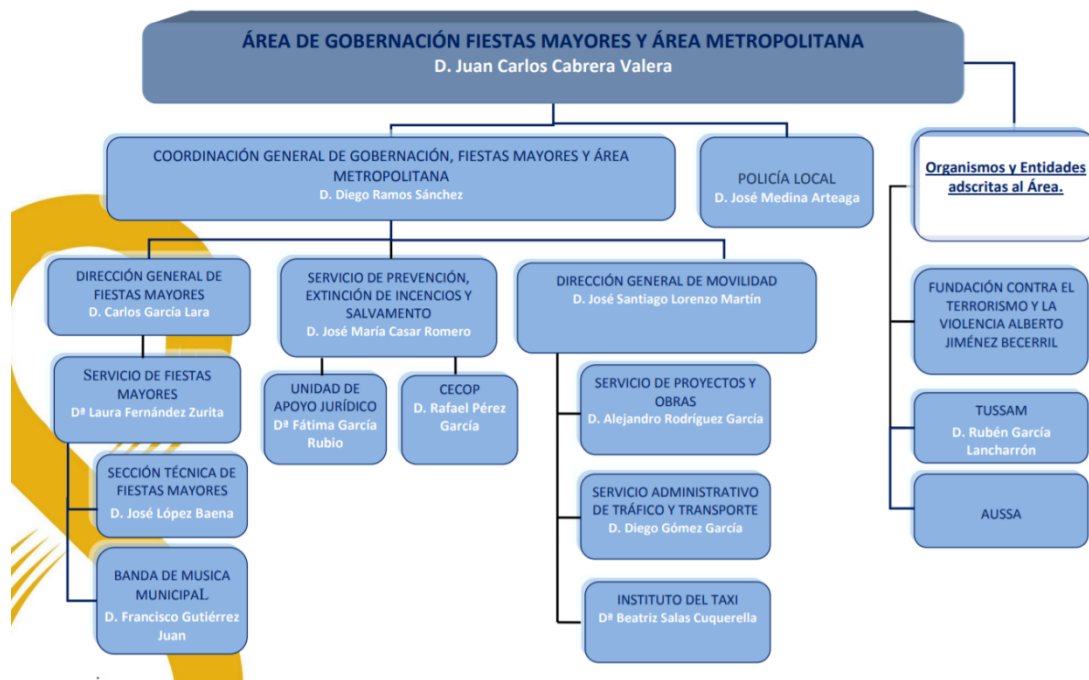 ÁREA DE GOBERNACIÓN FIESTAS MAYORES Y ÁREA METROPOLITANA
D. Juan Carlos Cabrera Valera
COORDINACIÓN GENERAL DE GOBERNACIÓN, FIESTAS MAYORES Y ÁREA
METROPOLITANA
D. Diego Ramos Sánchez
POLICÍA LOCAL
D. José Medina Arteaga
Organismos y Entidades
adscritas al Área.
DIRECCIÓN GENERAL DE
FIESTAS MAYORES
D. Carlos García Lara
SERVICIO DE PREVENCIÓN,
EXTINCIÓN DE INCENCIOS Y
SALVAMENTO
D. José María Casar Romero
DIRECCIÓN GENERAL DE MOVILIDAD
D. José Santiago Lorenzo Martín
FUNDACIÓN CONTRA EL
TERRORISMO Y LA
VIOLENCIA ALBERTO
JIMÉNEZ BECERRIL
SERVICIO DE FIESTAS
MAYORES
Dª Laura Fernández Zurita
UNIDAD DE
APOYO JURÍDICO
Dª Fátima García
Rubio
CECOP
D. Rafael Pérez
García
SERVICIO DE PROYECTOS Y
OBRAS
D. Alejandro Rodríguez García
TUSSAM
D. Rubén García
Lancharrón
SECCIÓN TÉCNICA DE
FIESTAS MAYORES
D. José López Baena
SERVICIO ADMINISTRATIVO
DE TRÁFICO Y TRANSPORTE
D. Diego Gómez García
AUSSA
BANDA DE MUSICA
MUNICIPAL
D. Francisco Gutiérrez
Juan
INSTITUTO DEL TAXI
Dª Beatriz Salas Cuquerella